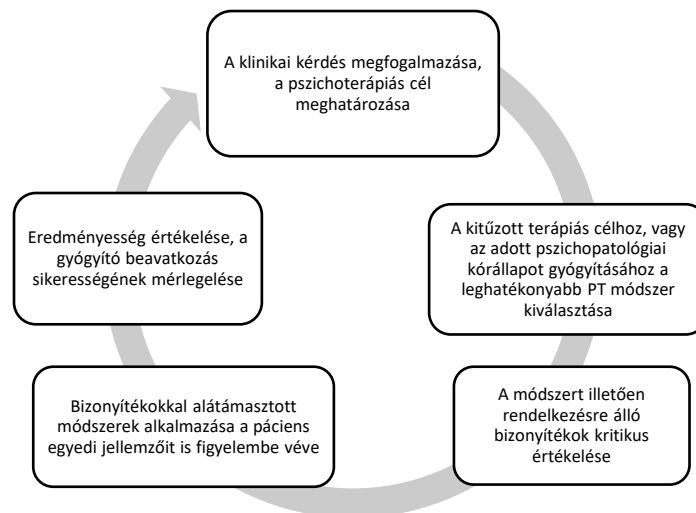 A klinikai kérdés megfogalmazása,
a pszichoterápiás cél
meghatározása
A kitűzött terápiás célhoz, vagy
az adott pszichopatológiai
kórállapot gyógyításához a
leghatékonyabb PT módszer
kiválasztása
A módszert illetően
rendelkezésre álló
bizonyítékok kritikus
értékelése
Bizonyítékokkal alátámasztott
módszerek alkalmazása a páciens
egyedi jellemzőit is figyelembe véve
Eredményesség értékelése, a
gyógyító beavatkozás
sikerességének mérlegelése